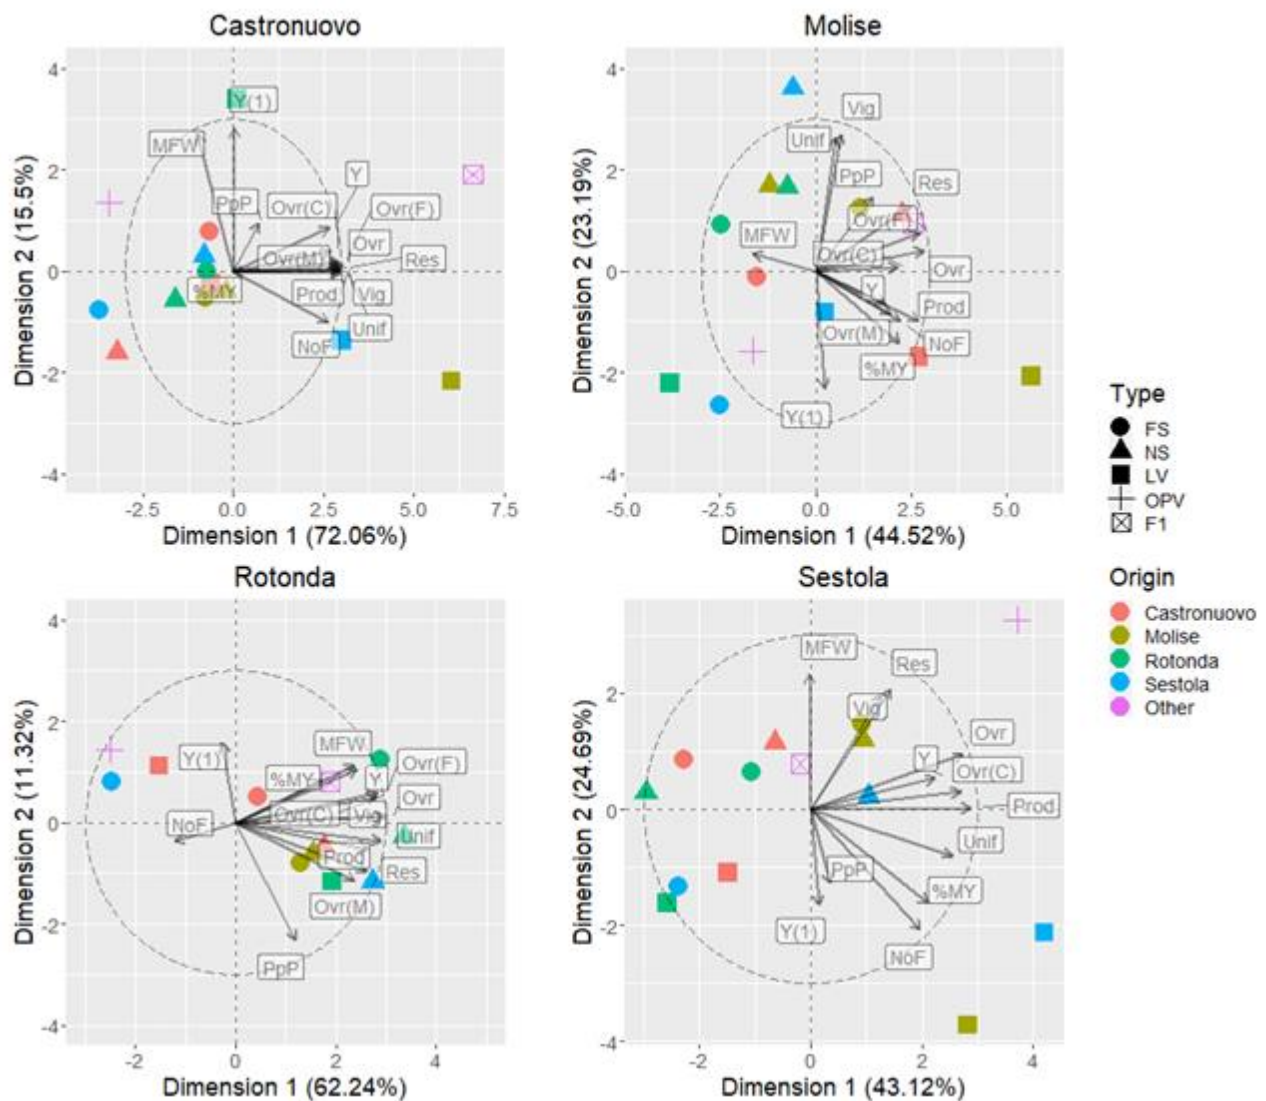 Castronuovo
Dimension 2 (15.5%)
4
2
0
-2
-4
Y(1)
MFW
Y
PpP
Ovr(C)
Ovr(F)
Ovr
Ovr(M)
Res
%MY
Prod
Vig
Unif
NoF
-2.5
0.0
2.5
5.0
7.5
Dimension 1 (72.06%)
Molise
Dimension 2 (23.19%)
4
2
0
-2
-4
Vig
Unif
PpP
Res
Ovr(F)
MFW
Ovr(C)
Ovr
Y
Prod
Ovr(M)
NoF
%MY
Y(1)
-5.0
0.0
2.5
5.0
Dimension 1 (44.52%)
Type
FS
NS
LV
OPV
F1
Origin
Castronuovo
Molise
Rotonda
Sestola
Other
Rotonda
Dimension 2 (11.32%)
4
2
0
-2
-4
MFW
Y(1)
Ovr(F)
%MY
Y
Ovr
Ovr(C)
Vig
NoF
Unif
Prod
Res
Ovr(M)
PpP
-2
0
2
4
Dimension 1 (62.24%)
Sestola
Dimension 2 (24.69%)
2
0
-2
-4
MFW
Res
Vig
Ovr
Y
Ovr(C)
Prod
Unif
PpP
%MY
Y(1)
NoF
-2
0
2
4
Dimension 1 (43.12%)